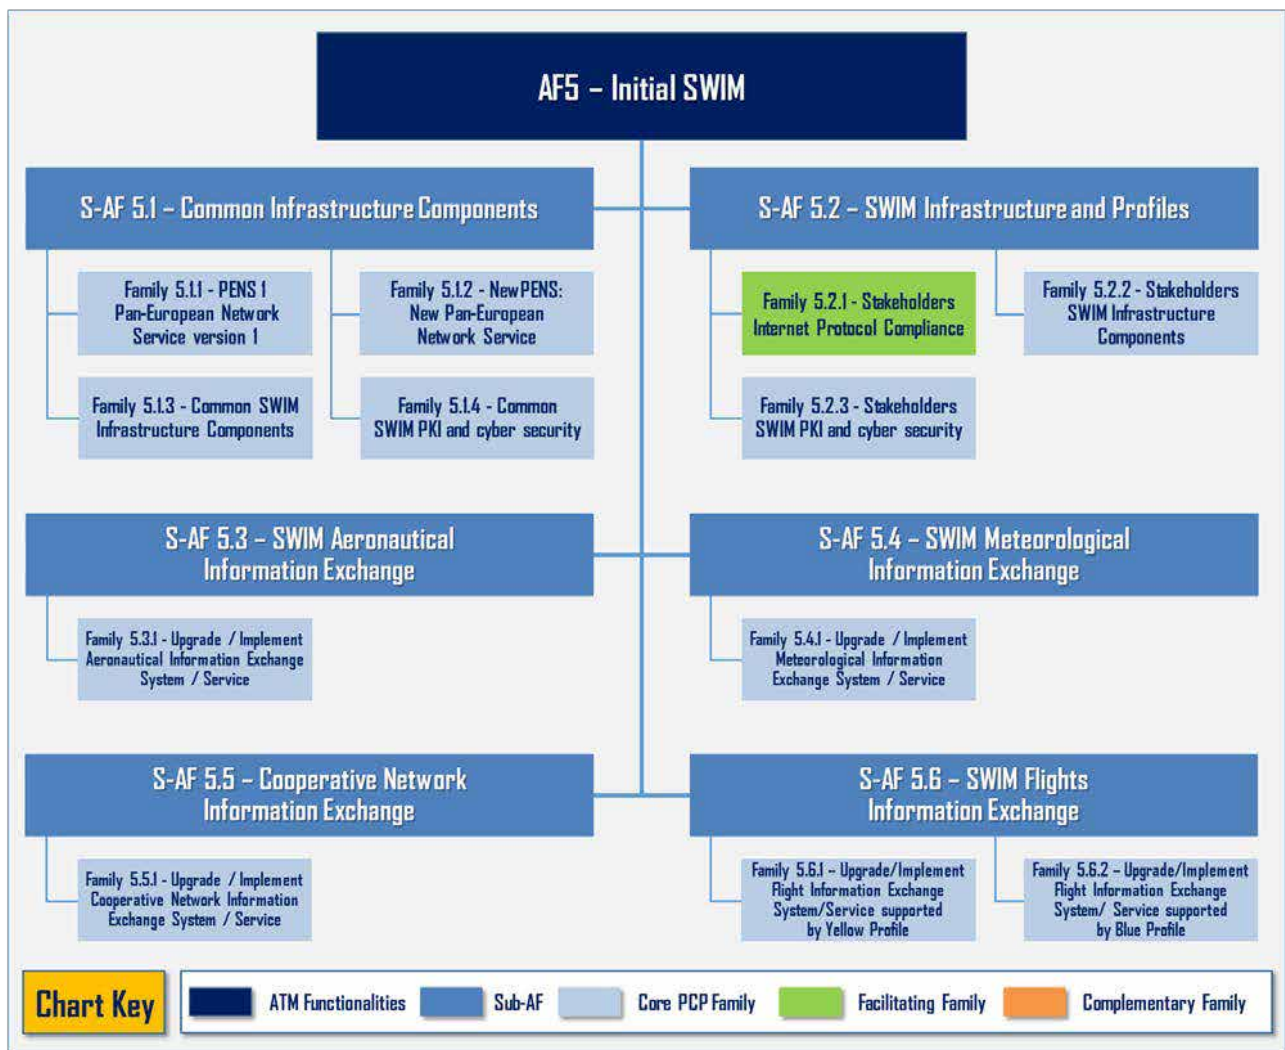 AF5 – Initial SWIM
S-AF 5.1 – Common Infrastructure Components
S-AF 5.2 – SWIM Infrastructure and Profiles
Family 5.1.1 - PENS 1
Pan-European Network
Service version 1
Family 5.1.2 - NewPENS:
New Pan-European
Network Service
Family 5.2.1 - Stakeholders
Internet Protocol Compliance
Family 5.2.2 - Stakeholders
SWIM Infrastructure
Components
Family 5.1.3 - Common SWIM
Infrastructure Components
Family 5.1.4 - Common
SWIM PKI and cyber security
Family 5.2.3 - Stakeholders
SWIM PKI and cyber security
S-AF 5.3 – SWIM Aeronautical
Information Exchange
S-AF 5.4 – SWIM Meteorological
Information Exchange
Family 5.3.1 - Upgrade / Implement
Aeronautical Information Exchange
System / Service
Family 5.4.1 - Upgrade / Implement
Meteorological Information
Exchange System / Service
S-AF 5.5 – Cooperative Network
Information Exchange
S-AF 5.6 – SWIM Flights
Information Exchange
Family 5.5.1 - Upgrade / Implement
Cooperative Network Information
Exchange System / Service
Family 5.6.1 – Upgrade/Implement
Flight Information Exchange
System/Service supported
by Yellow Profile
Family 5.6.2 – Upgrade/Implement
Flight Information Exchange
System/ Service supported
by Blue Profile
Chart Key
ATM Functionalities
Sub-AF
Core PCP Family
Facilitating Family
Complementary Family